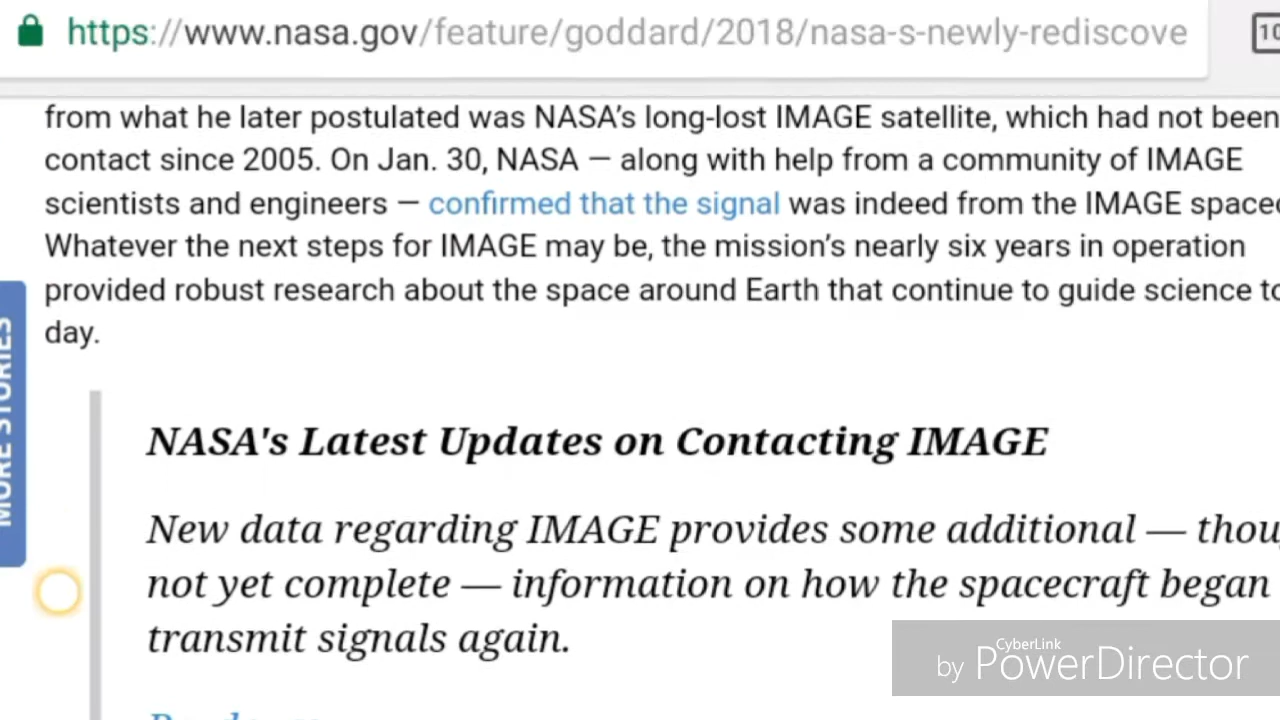 https://www.nasa.gov/feature/goddard/2018/nasa-s-newly-rediscove
10
from what he later postulated was NASA's long-lost IMAGE satellite, which had not been
contact since 2005. On Jan. 30, NASA — along with help from a community of IMAGE
scientists and engineers — confirmed that the signal was indeed from the IMAGE
Whatever the next steps for IMAGE may be, the mission's nearly six years in operation
provided robust research about the space around Earth that continue to guide science
day.
MORE STORIES
NASA's Latest Updates on Contacting IMAGE
New data regarding IMAGE provides some additional —
not yet complete — information on how the spacecraft began
transmit signals again.
CyberLink
by PowerDirector